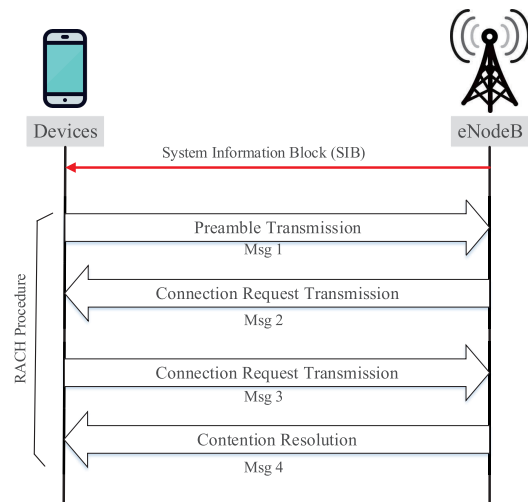 Devices
eNodeB
System Information Block (SIB)
RACH Procedure
Preamble Transmission
Msg 1
Connection Request Transmission
Msg 2
Connection Request Transmission
Msg 3
Contention Resolution
Msg 4